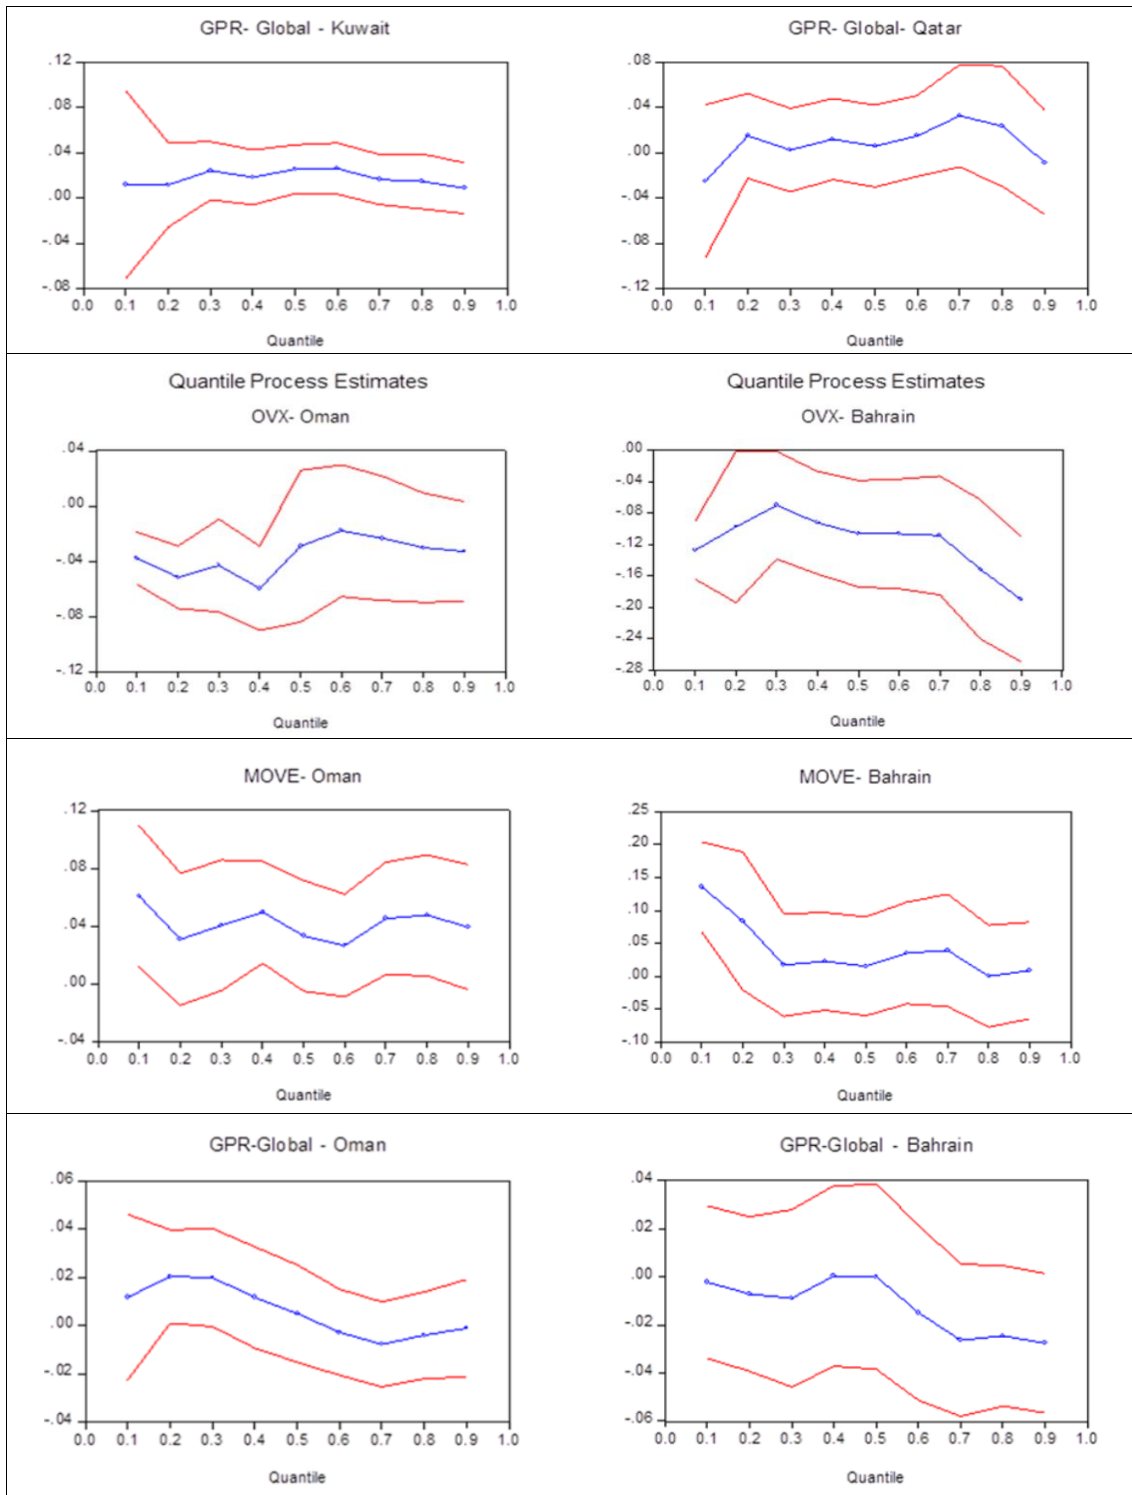 GPR- Global - Kuwait
GPR- Global- Qatar
.12
.08
.04
.00
-.04
-.08
0.0 0.1 0.2 0.3 0.4 0.5 0.6 0.7 0.8 0.9 1.0
Quantile
.08
.04
.00
-.04
-.08
-.12
0.0 0.1 0.2 0.3 0.4 0.5 0.6 0.7 0.8 0.9 1.0
Quantile
Quantile Process Estimates
OVX- Oman
.04
.00
-.04
-.08
-.12
0.0 0.1 0.2 0.3 0.4 0.5 0.6 0.7 0.8 0.9 1.0
Quantile
Quantile Process Estimates
OVX- Bahrain
.00
-.04
-.08
-.12
-.16
-.20
-.24
-.28
0.0 0.1 0.2 0.3 0.4 0.5 0.6 0.7 0.8 0.9 1.0
Quantile
MOVE- Oman
.12
.08
.04
.00
-.04
0.0 0.1 0.2 0.3 0.4 0.5 0.6 0.7 0.8 0.9 1.0
Quantile
MOVE- Bahrain
.25
.20
.15
.10
.05
.00
-.05
-.10
0.0 0.1 0.2 0.3 0.4 0.5 0.6 0.7 0.8 0.9 1.0
Quantile
GPR-Global - Oman
.06
.04
.02
.00
-.02
-.04
0.0 0.1 0.2 0.3 0.4 0.5 0.6 0.7 0.8 0.9 1.0
Quantile
GPR-Global - Bahrain
.04
.02
.00
-.02
-.04
-.06
0.0 0.1 0.2 0.3 0.4 0.5 0.6 0.7 0.8 0.9 1.0
Quantile